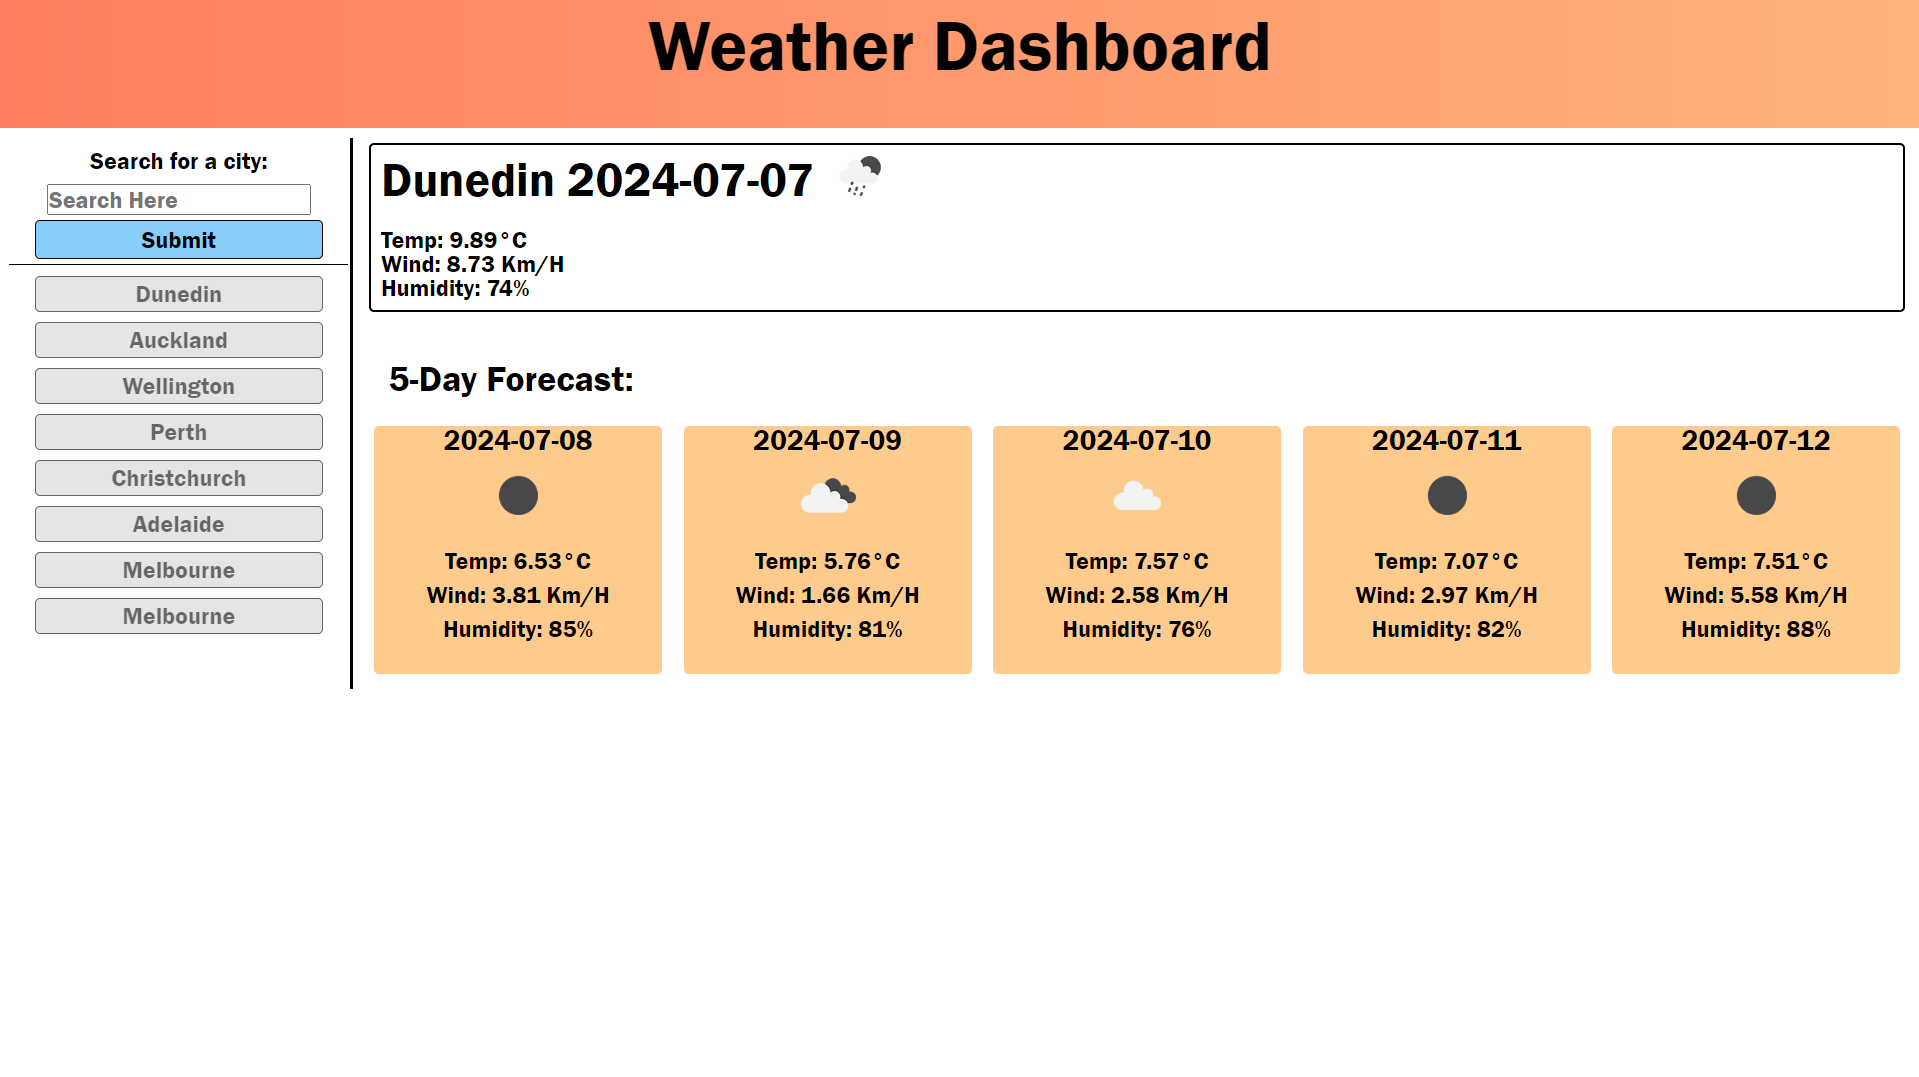 Weather Dashboard
Search for a city:
Search Here
Submit
Dunedin
Auckland
Wellington
Perth
Christchurch
Adelaide
Melbourne
Melbourne
Dunedin 2024-07-07
Temp: 9.89°C
Wind: 8.73 Km/H
Humidity: 74%
5-Day Forecast:
2024-07-08
Temp: 6.53°C
Wind: 3.81 Km/H
Humidity: 85%
2024-07-09
Temp: 5.76°C
Wind: 1.66 Km/H
Humidity: 81%
2024-07-10
Temp: 7.57°C
Wind: 2.58 Km/H
Humidity: 76%
2024-07-11
Temp: 7.07°C
Wind: 2.97 Km/H
Humidity: 82%
2024-07-12
Temp: 7.51°C
Wind: 5.58 Km/H
Humidity: 88%